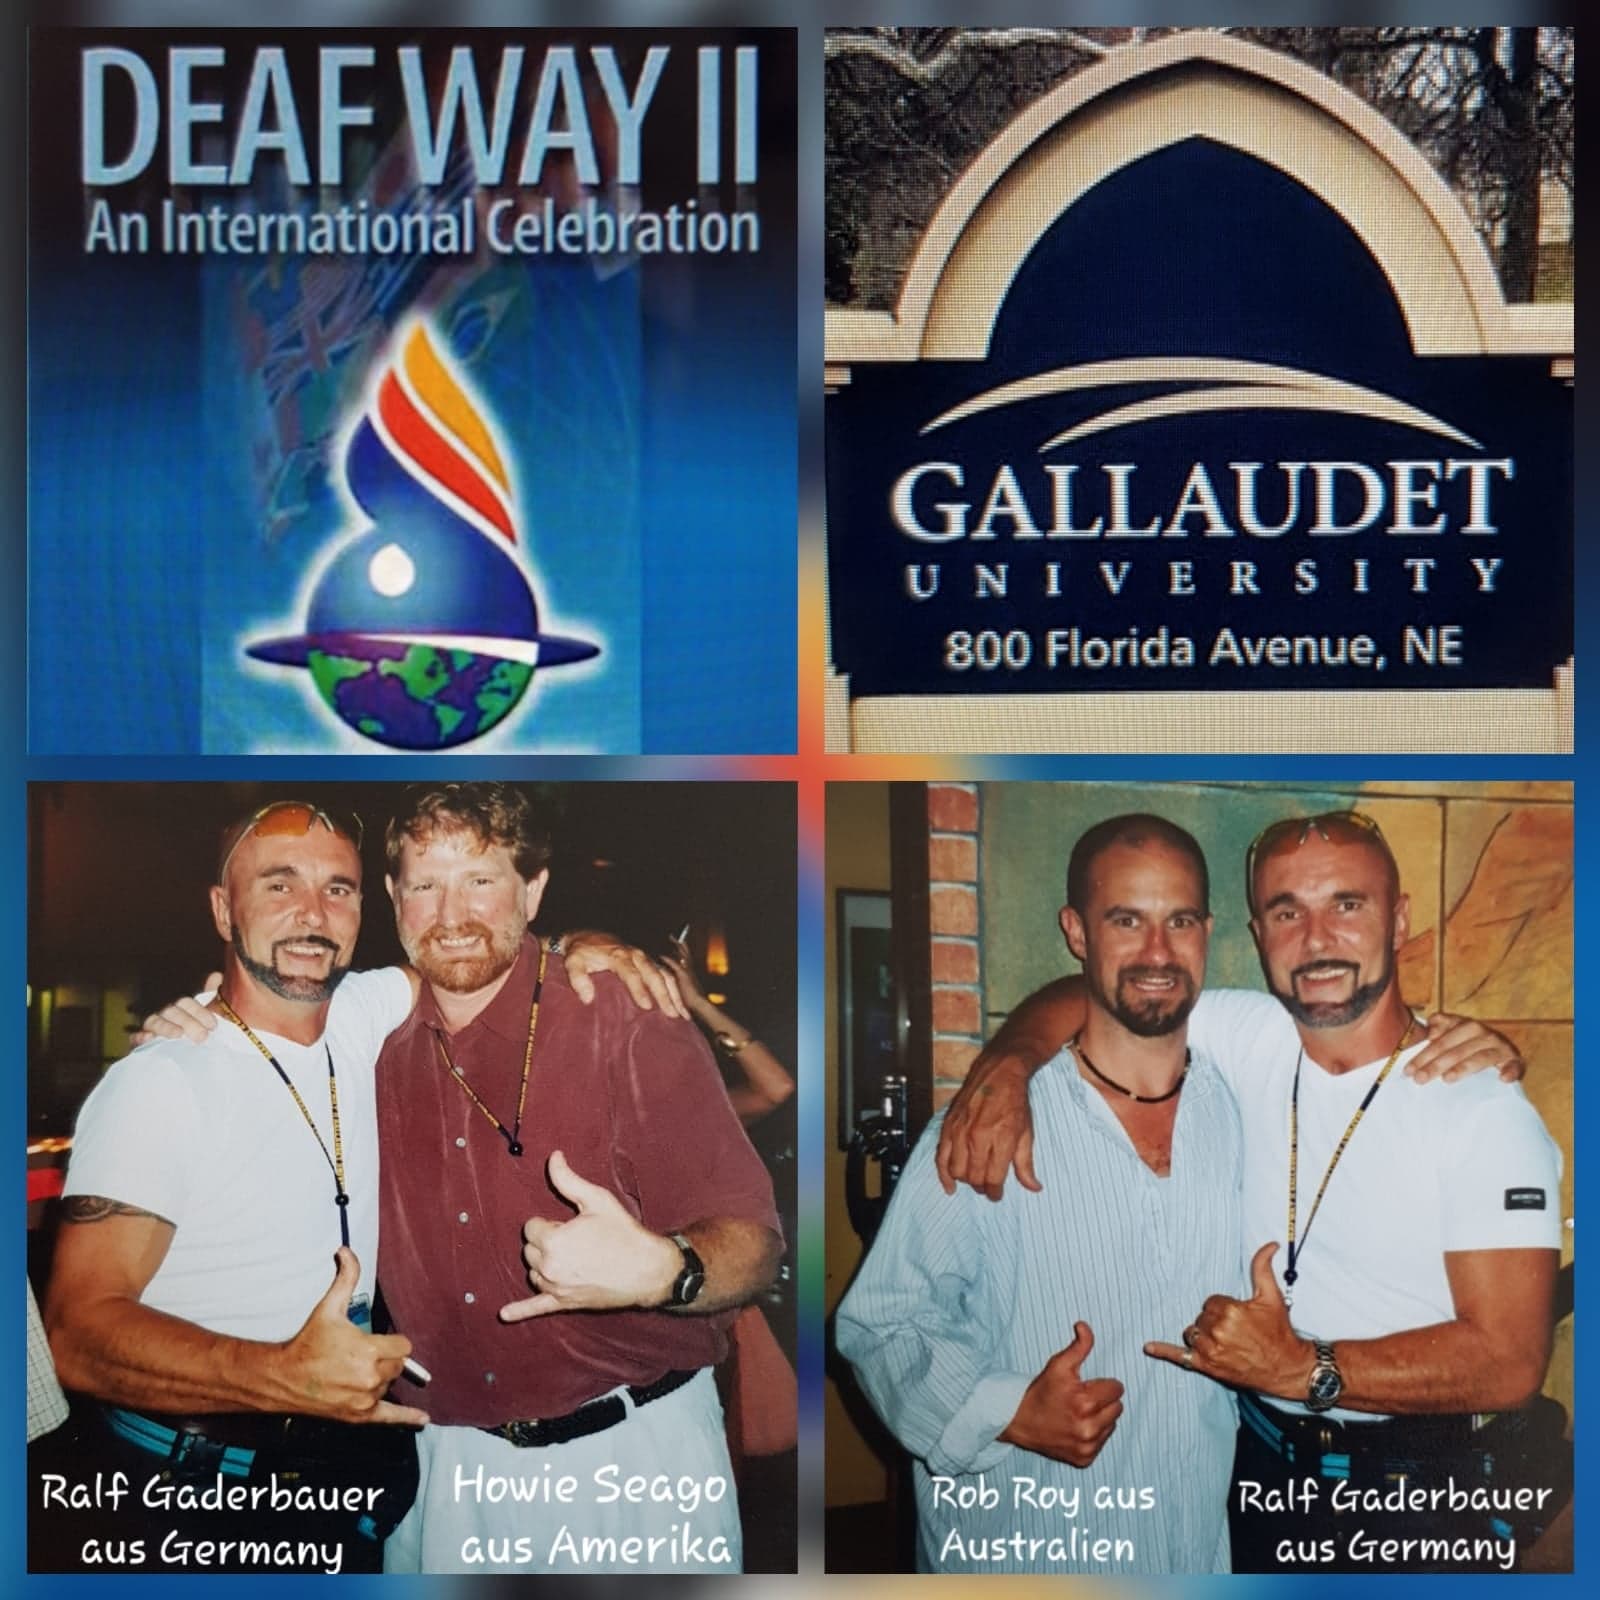 DEAF WAY II
An International Celebration
GALLAUDET
UNIVERSITY
800 Florida Avenue, NE
Ralf Gaderbauer
aus Germany
Howie Seago
aus Amerika
Rob Roy aus
Australien
Ralf Gaderbauer
aus Germany